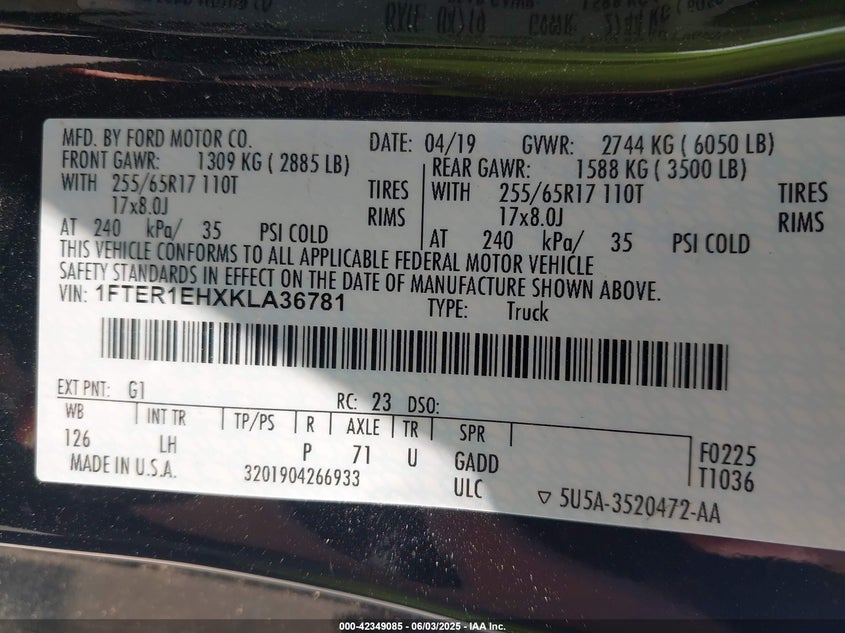 MFD. BY FORD MOTOR CO. DATE: 04/19 GVWR: 2744 KG ( 6050 LB)
FRONT GAWR: 1309 KG ( 2885 LB) REAR GAWR: 1588 KG ( 3500 LB)
WITH 255/65R17 110T TIRES WITH 255/65R17 110T TIRES
17x8.0J RIMS 17x8.0J RIMS
AT 240 kPa/ 35 PSI COLD AT 240 kPa/ 35 PSI COLD
THIS VEHICLE CONFORMS TO ALL APPLICABLE FEDERAL MOTOR VEHICLE
SAFETY STANDARDS IN EFFECT ON THE DATE OF MANUFACTURE SHOWN ABOVE.
VIN: 1FTER1EHXKLA36781 TYPE: Truck
EXT PNT: G1 RC: 23 DSO:
WB INT TR TP/PS R AXLE TR SPR
126 LH P 71 U GADD F0225
MADE IN U.S.A. 3201904266933 ULC T1036
5U5A-3520472-AA
000-42349085 - 06/03/2025 - IAA Inc.